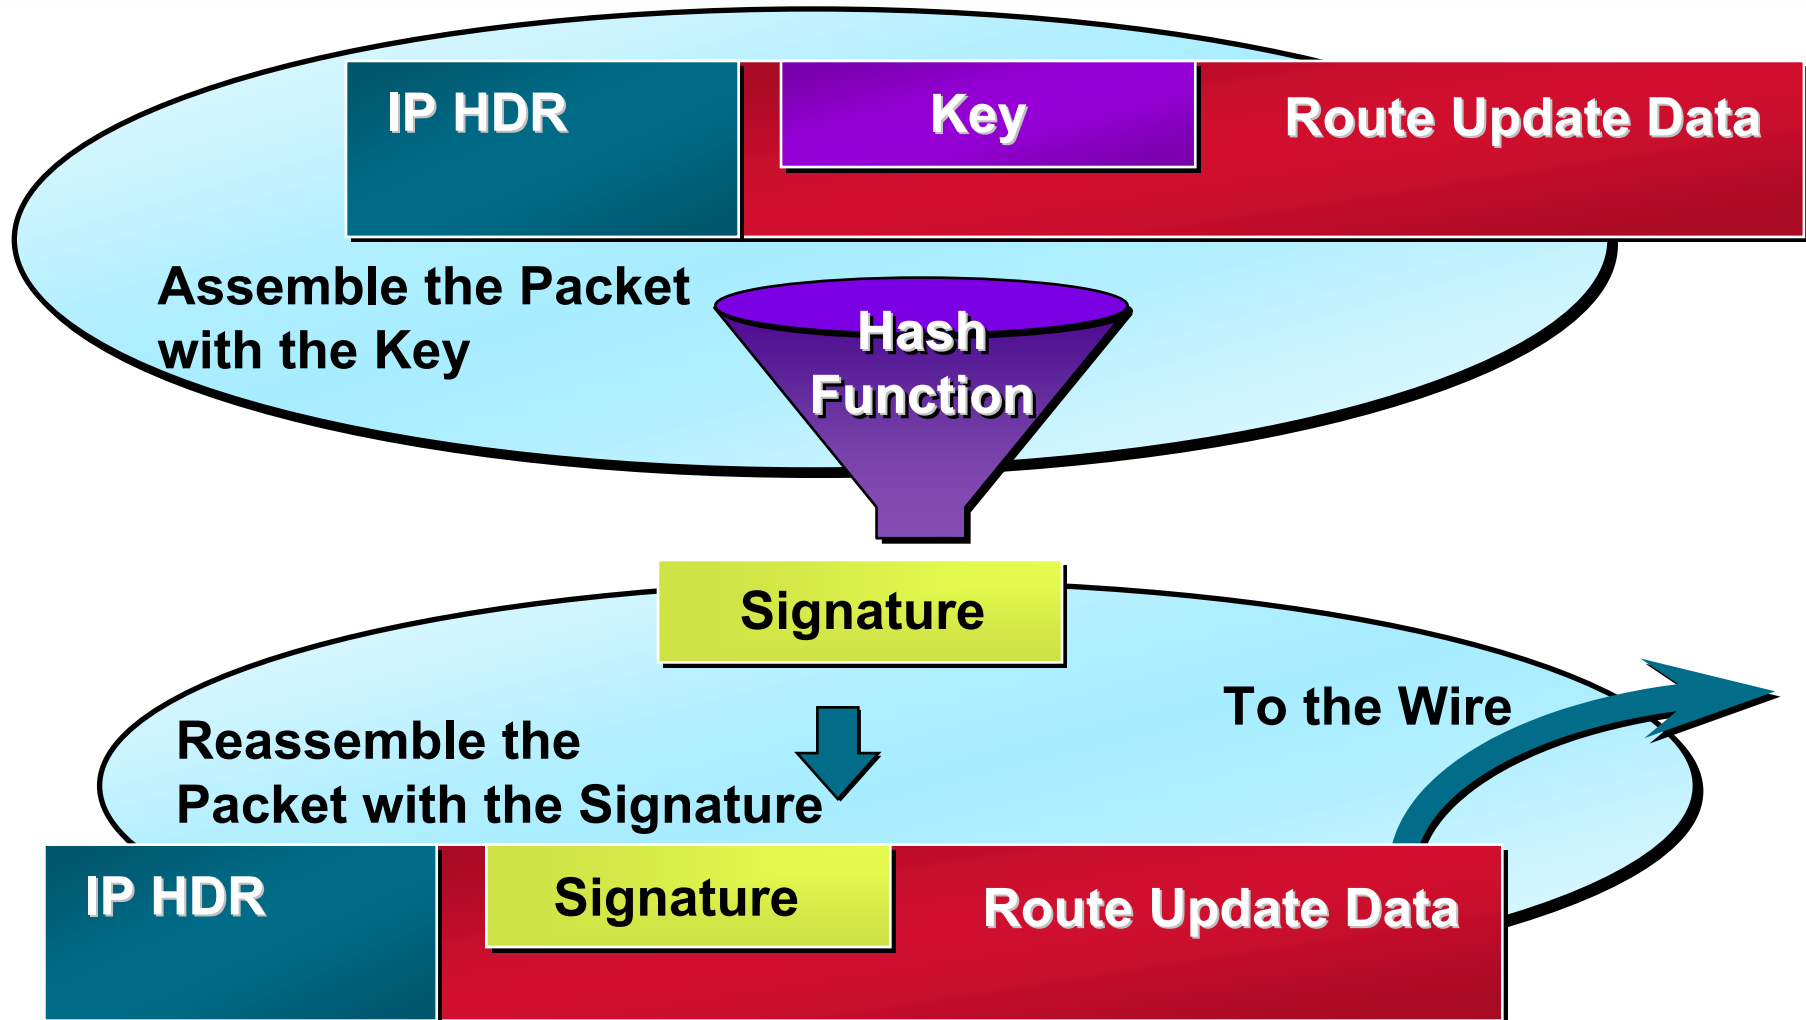 IP HDR
Key
Route Update Data
Assemble the Packet
with the Key
Hash
Function
Signature
To the Wire
Reassemble the
Packet with the Signature
IP HDR
Signature
Route Update Data